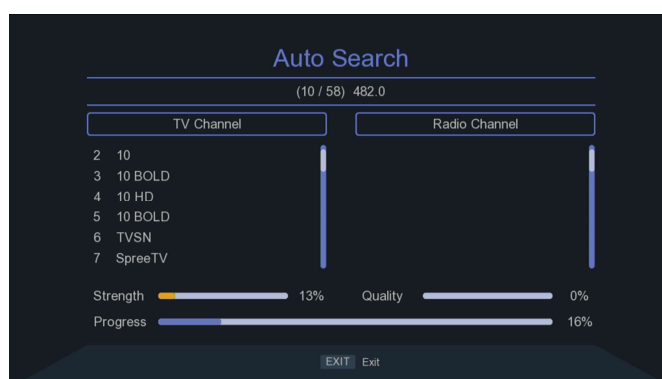 Auto Search
(10 / 58) 482.0
TV Channel Radio Channel
2 10
3 10 BOLD
4 10 HD
5 10 BOLD
6 TVSN
7 SpreeTV
Strength 13% Quality 0%
Progress 16%
EXIT Exit